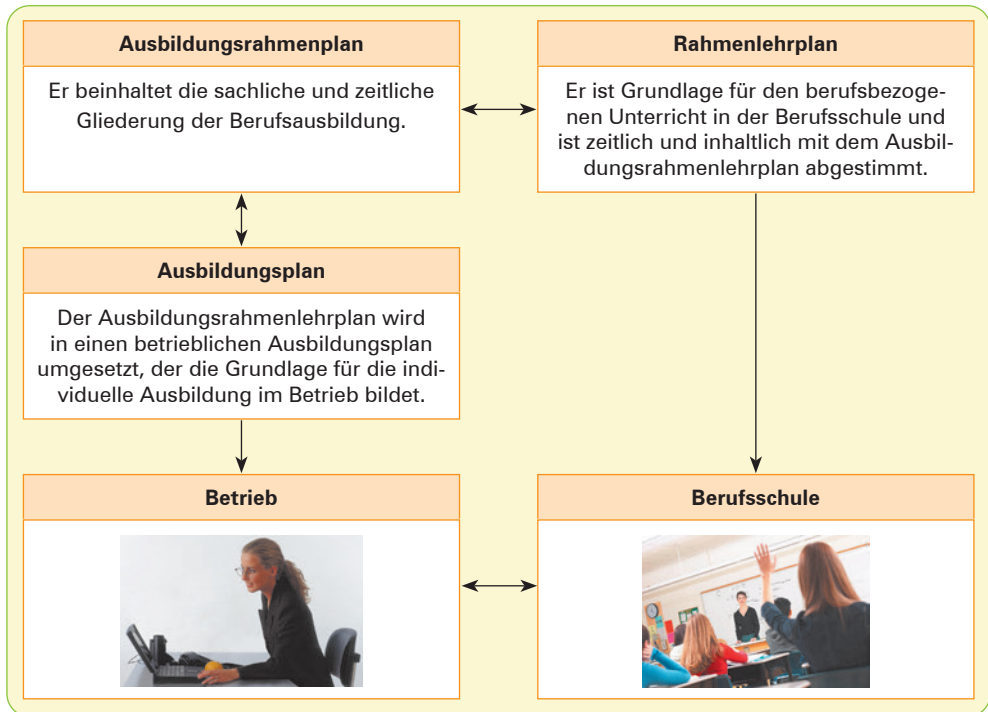 Ausbildungsrahmenplan
Er beinhaltet die sachliche und zeitliche
Gliederung der Berufsausbildung.
Rahmenlehrplan
Er ist Grundlage für den berufsbezoge-
nen Unterricht in der Berufsschule und
ist zeitlich und inhaltlich mit dem Ausbil-
dungsrahmenlehrplan abgestimmt.
Ausbildungsplan
Der Ausbildungsrahmenlehrplan wird
in einen betrieblichen Ausbildungsplan
umgesetzt, der die Grundlage für die indi-
viduelle Ausbildung im Betrieb bildet.
Betrieb
Berufsschule